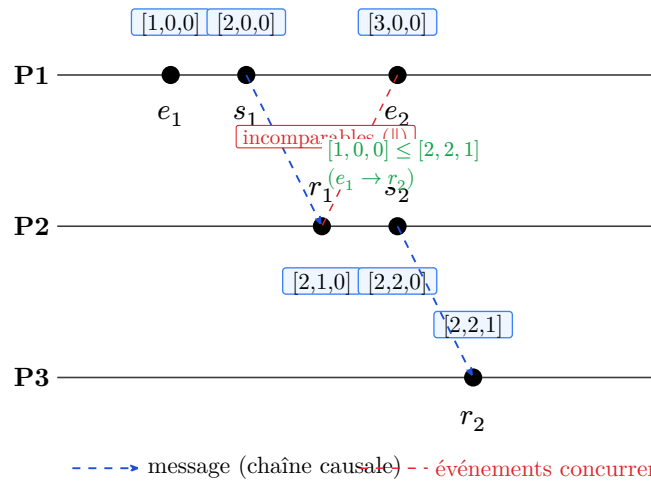 [1,0,0] [2,0,0] [3,0,0]
P1
e1 s1 e2
incomparables (||)
[1,0,0] ≤ [2,2,1]
(e1 → r2)
r1 s2
P2
[2,1,0] [2,2,0]
[2,2,1]
P3
r2
message (chaîne causale) événements concurren